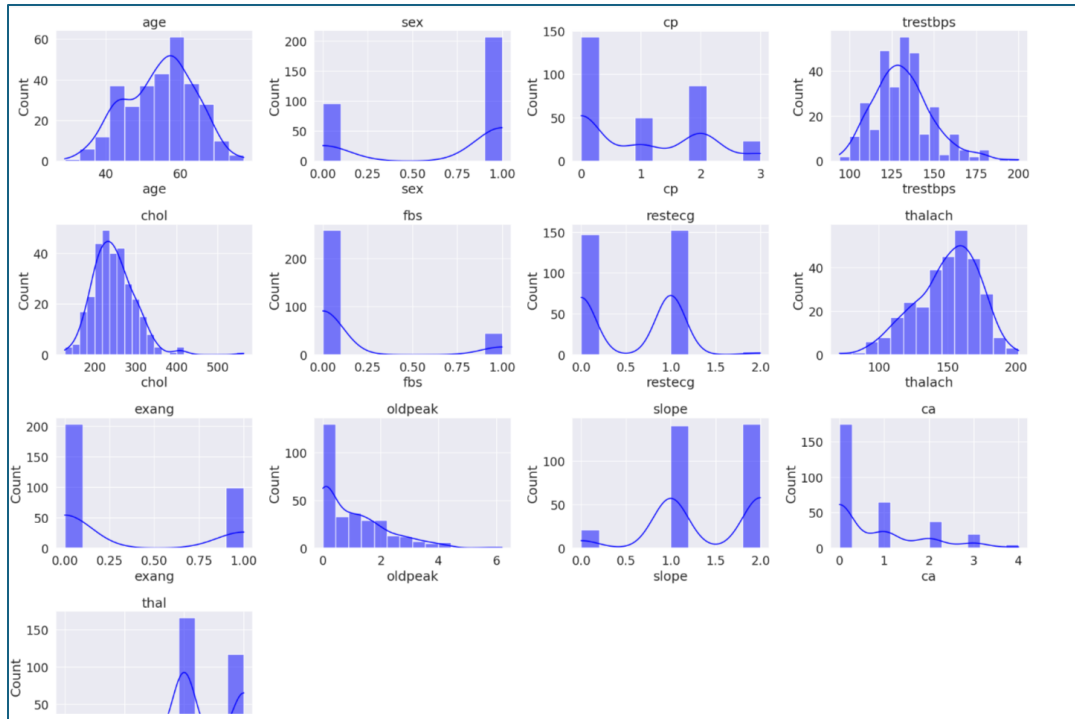 age
sex
cp
trestbps
Count
60
40
20
0
40
60
age
Count
200
150
100
50
0
0.00
0.25
0.50
0.75
1.00
sex
Count
150
100
50
0
0
1
2
3
cp
Count
40
20
0
100
125
150
175
200
trestbps
chol
fbs
restecg
thalach
Count
40
20
0
200
300
400
500
chol
Count
200
100
0
0.00
0.25
0.50
0.75
1.00
fbs
Count
150
100
50
0
0.0
0.5
1.0
1.5
2.0
restecg
Count
40
20
0
100
150
200
thalach
exang
oldpeak
slope
ca
Count
200
150
100
50
0
0.00
0.25
0.50
0.75
1.00
exang
Count
100
50
0
0
2
4
6
oldpeak
Count
100
50
0
0.0
0.5
1.0
1.5
2.0
slope
Count
150
100
50
0
0
1
2
3
4
ca
thal
Count
150
100
50